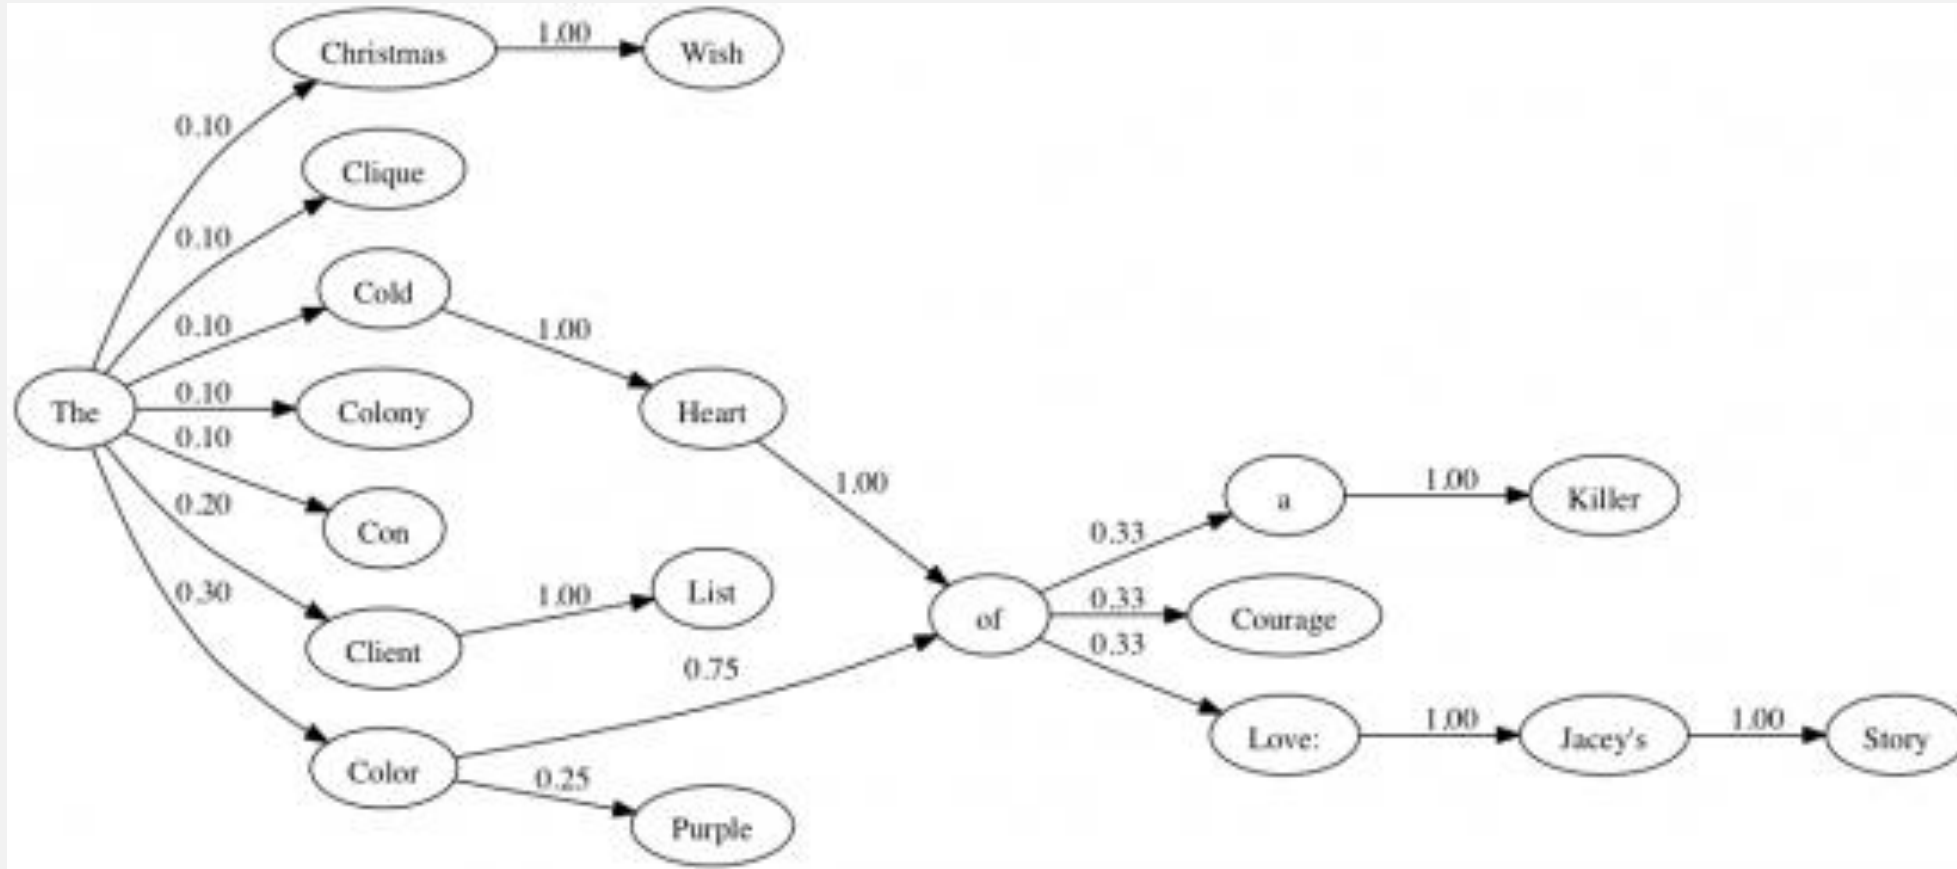 Christmas
1.00
Wish
0.10
Clique
0.10
Cold
0.10
1.00
The
0.10
Colony
Heart
0.10
Con
0.20
1.00
a
1.00
Killer
0.30
Client
1.00
List
of
0.33
0.33
Courage
0.33
0.75
Color
0.25
Purple
Love:
1.00
Jacey's
1.00
Story